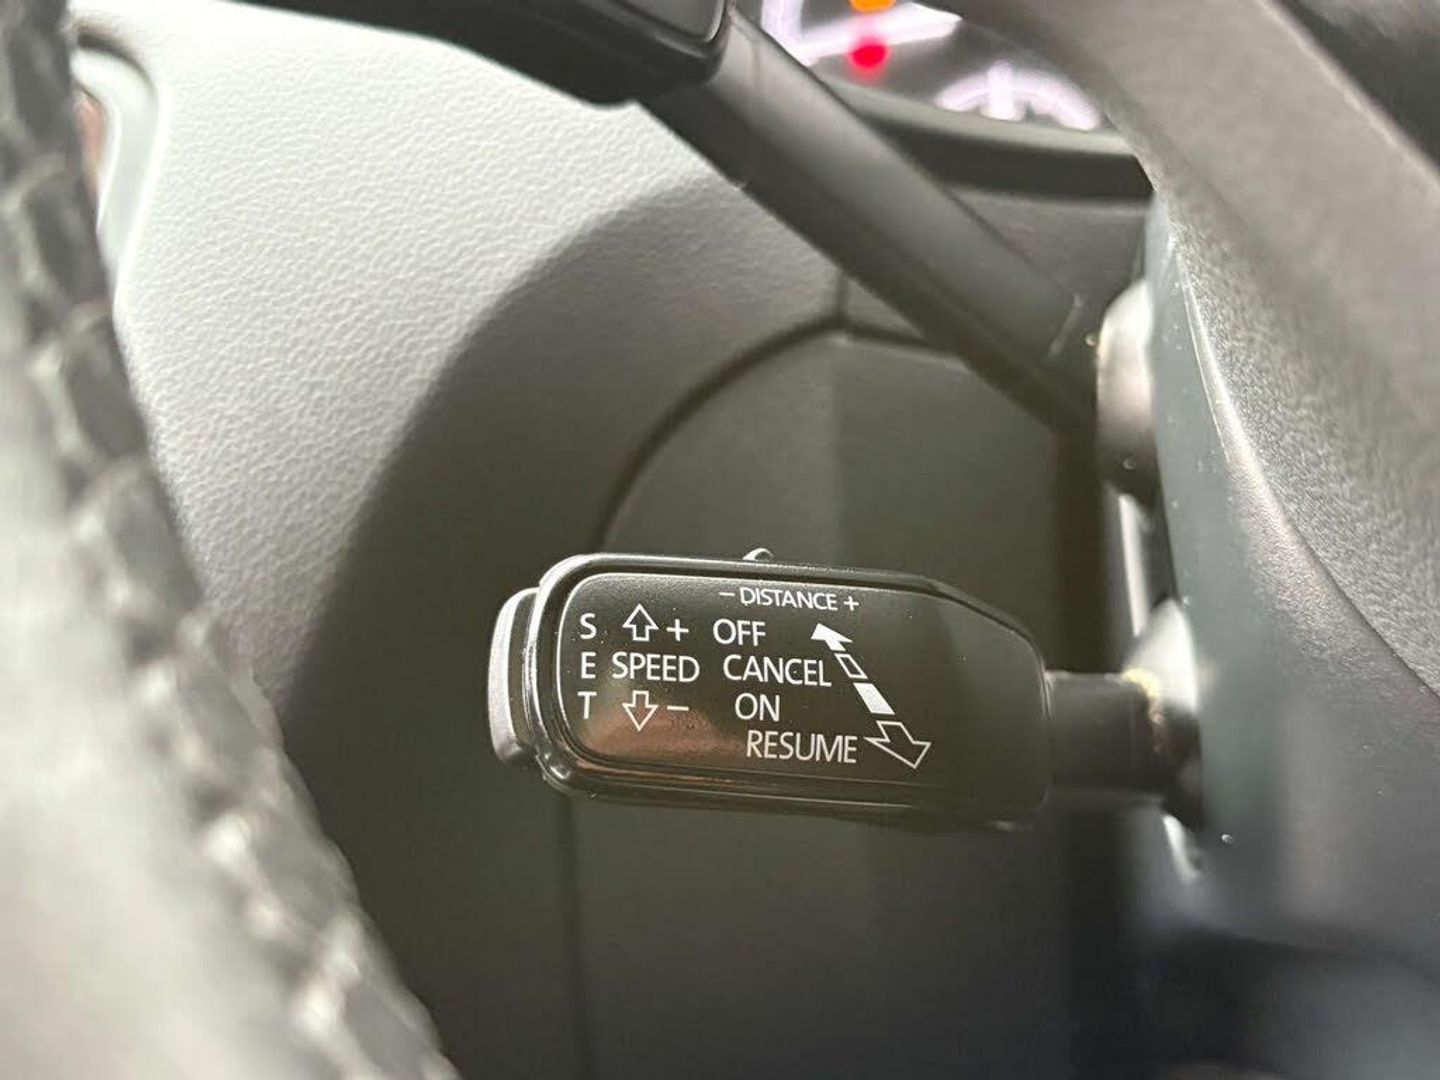 - DISTANCE +
S + OFF
E SPEED CANCEL
T - ON
RESUME